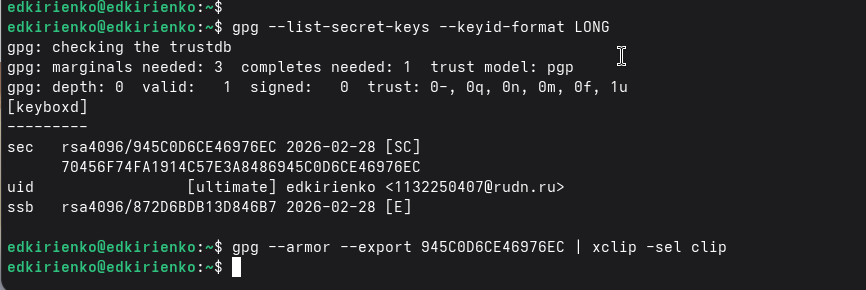 edkirienko@edkirienko:~$
edkirienko@edkirienko:~$ gpg --list-secret-keys --keyid-format LONG
gpg: checking the trustdb
gpg: marginals needed: 3  completes needed: 1  trust model: pgp
gpg: depth: 0  valid:   1  signed:   0  trust: 0-, 0q, 0n, 0m, 0f, 1u
[keyboxd]
---------
sec   rsa4096/945C0D6CE46976EC 2026-02-28 [SC]
      70456F74FA1914C57E3A8486945C0D6CE46976EC
uid                 [ultimate] edkirienko <1132250407@rudn.ru>
ssb   rsa4096/872D6BDB13D846B7 2026-02-28 [E]
edkirienko@edkirienko:~$ gpg --armor --export 945C0D6CE46976EC | xclip -sel clip
edkirienko@edkirienko:~$